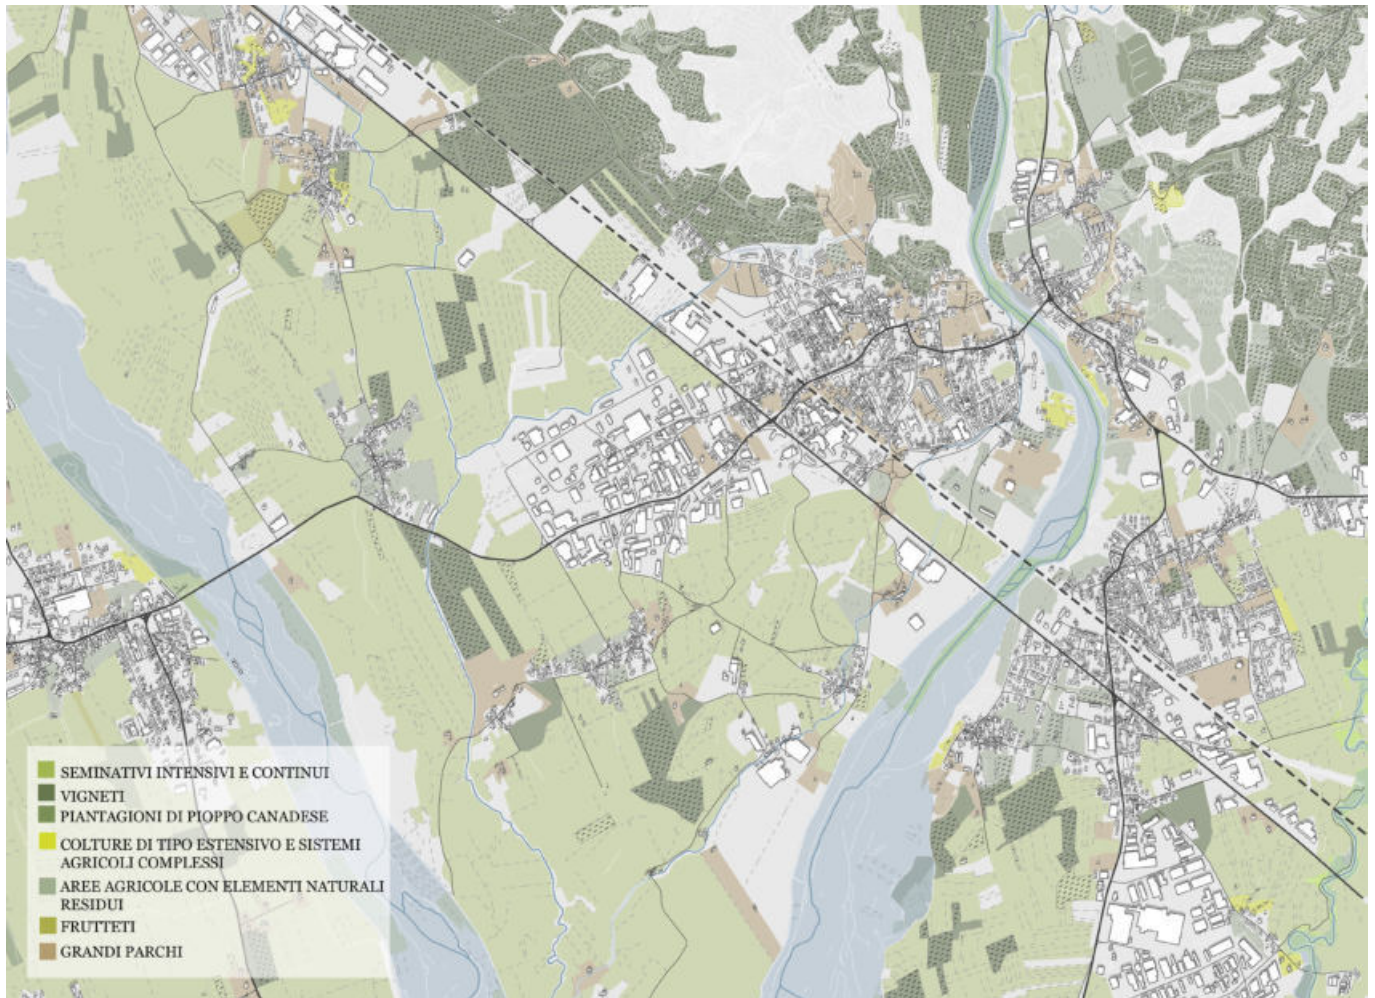 SEMINATIVI INTENSIVI E CONTINUI
VIGNETI
PIANTAGIONI DI PIOPPO CANADESE
COLTURE DI TIPO ESTENSIVO E SISTEMI
AGRICOLI COMPLESSI
AREE AGRICOLE CON ELEMENTI NATURALI
RESIDUI
FRUTTETI
GRANDI PARCHI